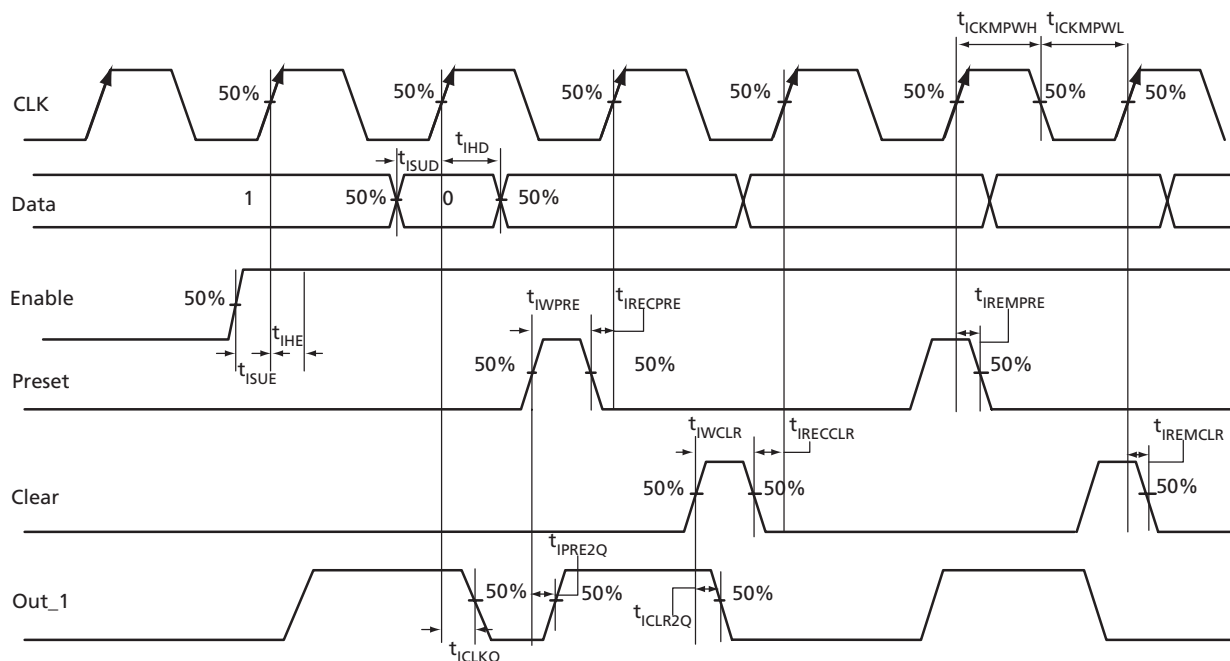 tICKMPWH tICKMPWL
CLK 50% 50% 50% 50% 50% 50% 50%
tISUD tIHD
Data 1 50% 0 50%
Enable 50% tIWPRE tIRECPRE tIREMPRE
tIHE
tISUE
Preset 50% 50% 50%
tIWCLR tIRECCLR tIREMCLR
Clear 50% 50% 50%
tIPRE2Q
Out_1 50% 50% 50%
tICLR2Q
tICLKQ